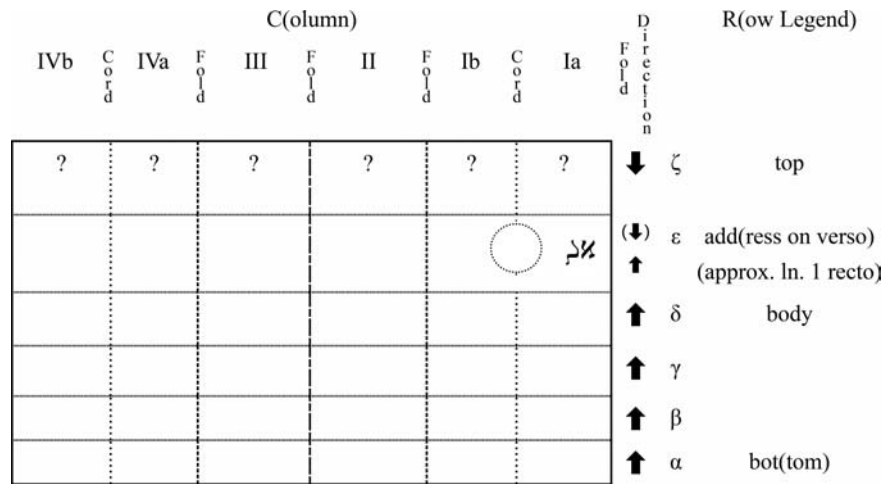 C(olumn) R(ow Legend)
IVb Cord IVa Fold III Fold II Fold Ib Cord Ia Fold Direction
? ? ? ? ? ? ⬇ ζ top
אל (⬇) ε add(ress on verso)
⬆ (approx. ln. 1 recto)
⬆ δ body
⬆ γ
⬆ β
⬆ α bot(tom)